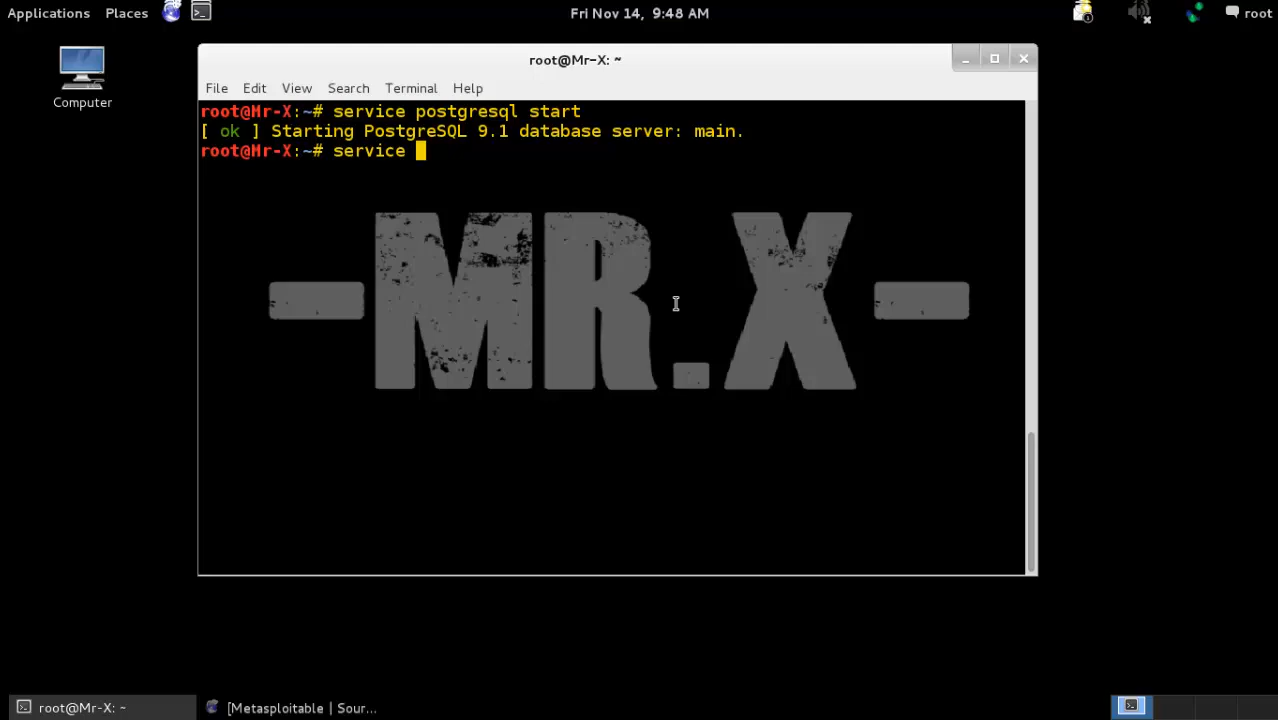 Applications Places Fri Nov 14, 9:48 AM root
Computer
root@Mr-X: ~
File Edit View Search Terminal Help
root@Mr-X:~# service postgresql start
[ ok ] Starting PostgreSQL 9.1 database server: main.
root@Mr-X:~# service
-MR.X-
root@Mr-X: ~ [Metasploitable | Sour...